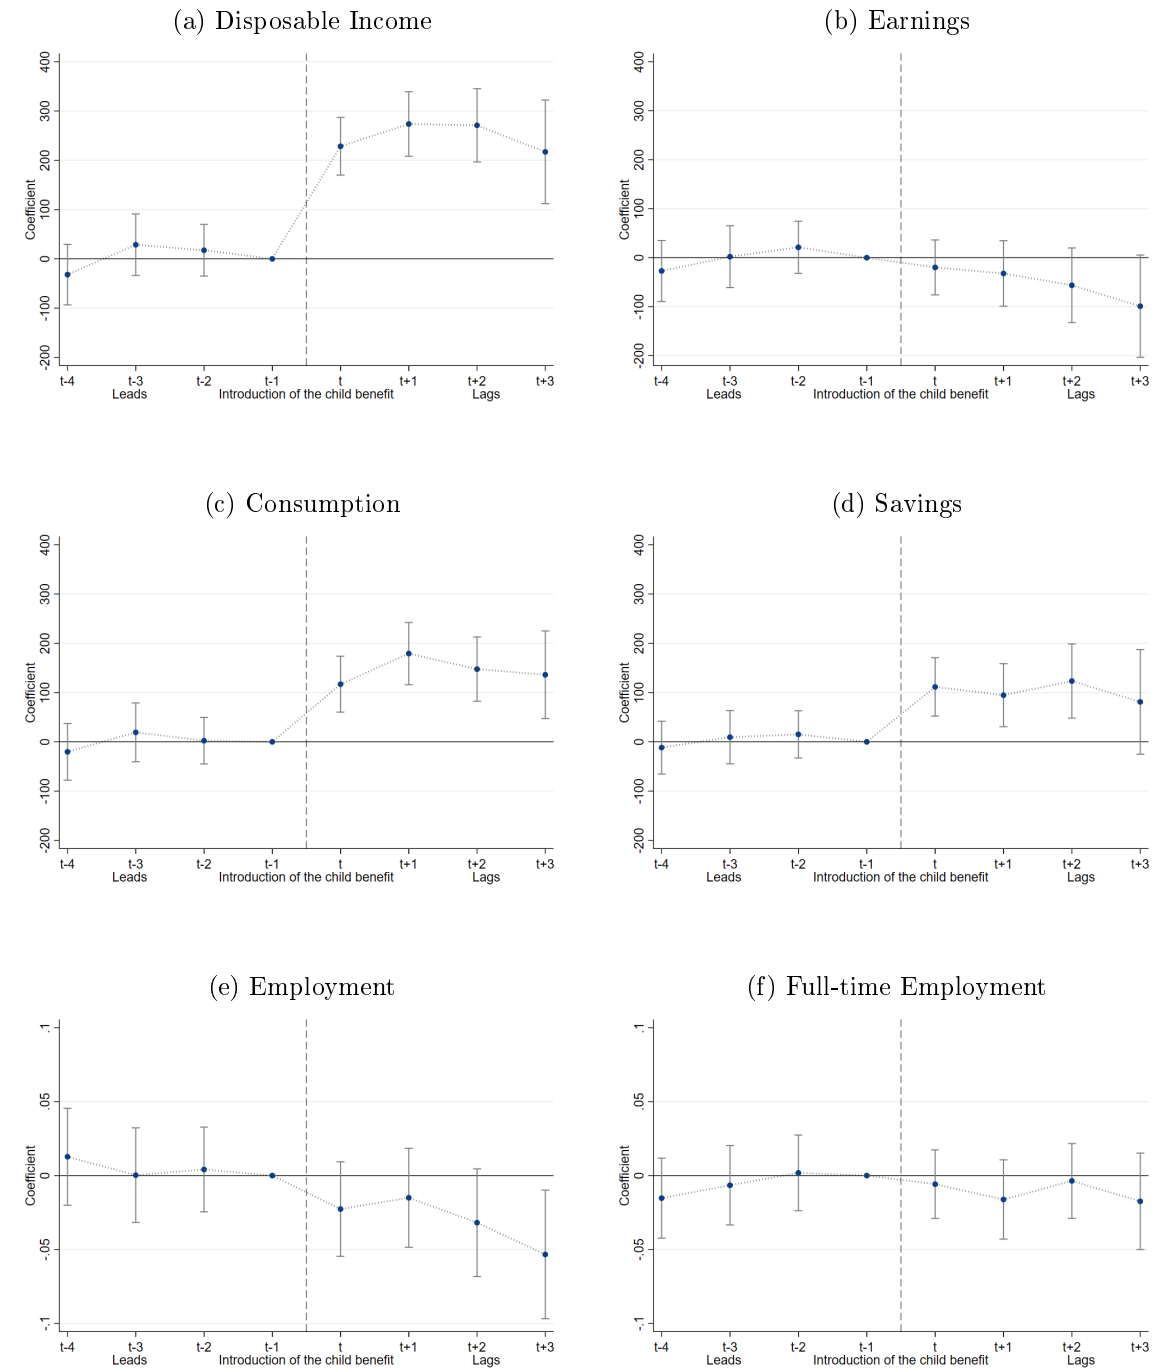 (a) Disposable Income
(b) Earnings
400
300
200
100
0
-100
-200
Coefficient
t-4
t-3
t-2
t-1
t
t+1
t+2
t+3
Leads
Introduction of the child benefit
Lags
400
300
200
100
0
-100
-200
Coefficient
t-4
t-3
t-2
t-1
t
t+1
t+2
t+3
Leads
Introduction of the child benefit
Lags
(c) Consumption
(d) Savings
400
300
200
100
0
-100
-200
Coefficient
t-4
t-3
t-2
t-1
t
t+1
t+2
t+3
Leads
Introduction of the child benefit
Lags
400
300
200
100
0
-100
-200
Coefficient
t-4
t-3
t-2
t-1
t
t+1
t+2
t+3
Leads
Introduction of the child benefit
Lags
(e) Employment
(f) Full-time Employment
.1
.05
0
-.05
-.1
Coefficient
t-4
t-3
t-2
t-1
t
t+1
t+2
t+3
Leads
Introduction of the child benefit
Lags
.1
.05
0
-.05
-.1
Coefficient
t-4
t-3
t-2
t-1
t
t+1
t+2
t+3
Leads
Introduction of the child benefit
Lags